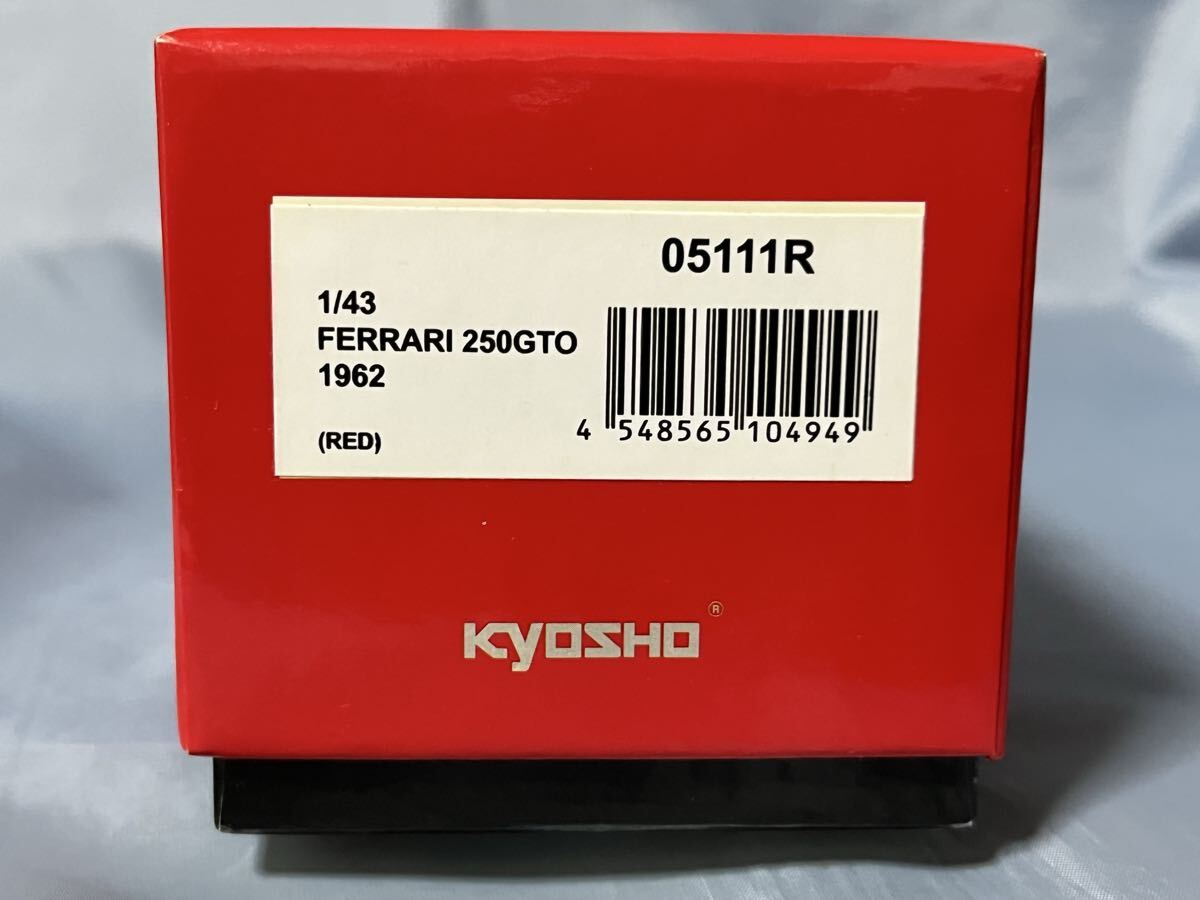 05111R
1/43
FERRARI 250GTO
1962
(RED)
4 548565 104949
KYOSHO®